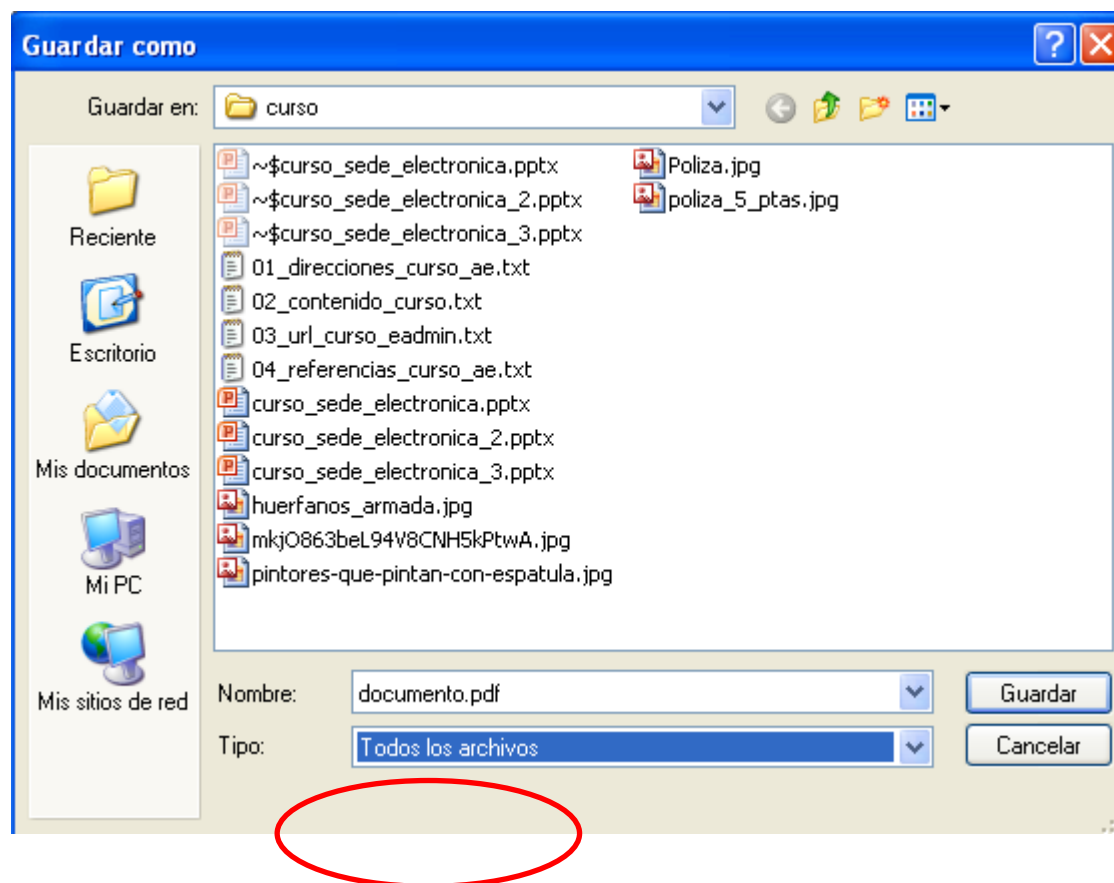 Guardar como
Guardar en: curso
Reciente
Escritorio
Mis documentos
Mi PC
Mis sitios de red
~$curso_sede_electronica.pptx
~$curso_sede_electronica_2.pptx
~$curso_sede_electronica_3.pptx
01_direcciones_curso_ae.txt
02_contenido_curso.txt
03_url_curso_eadmin.txt
04_referencias_curso_ae.txt
curso_sede_electronica.pptx
curso_sede_electronica_2.pptx
curso_sede_electronica_3.pptx
huerfanos_armada.jpg
mkjO863beL94V8CNH5kPtwA.jpg
pintores-que-pintan-con-espatula.jpg
Poliza.jpg
poliza_5_ptas.jpg
Nombre: documento.pdf Guardar
Tipo: Todos los archivos Cancelar